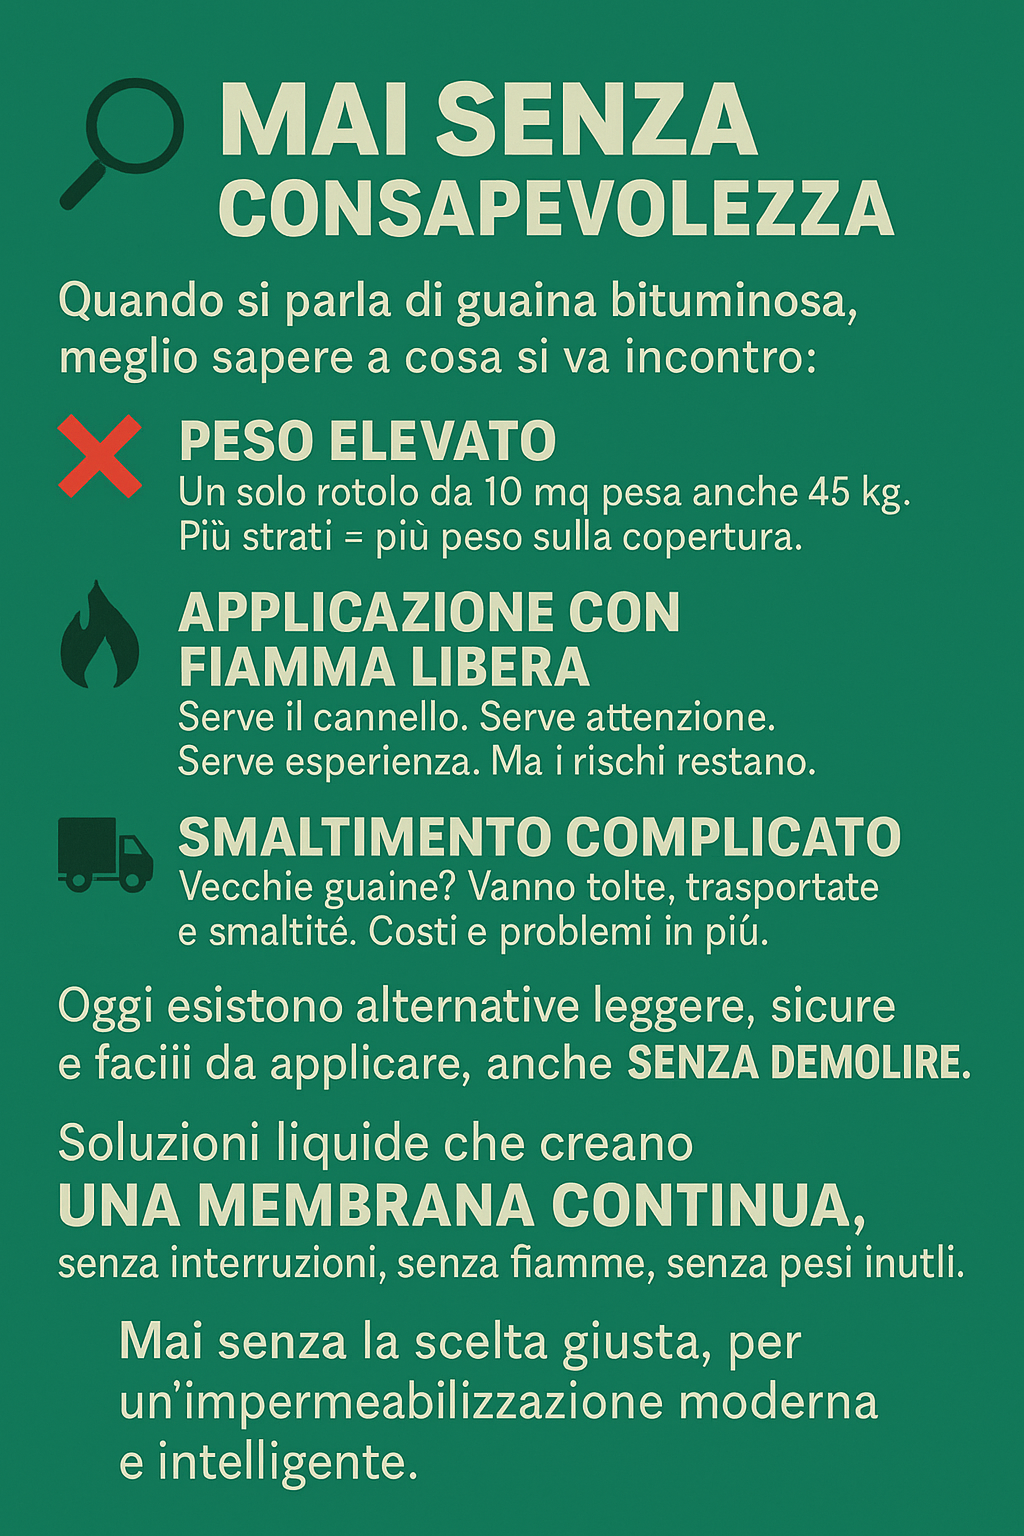 MAI SENZA
CONSAPEVOLEZZA
Quando si parla di guaina bituminosa,
meglio sapere a cosa si va incontro:
PESO ELEVATO
Un solo rotolo da 10 mq pesa anche 45 kg.
Piü strati = più peso sulla copertura.
APPLICAZIONE CON
FIAMMA LIBERA
Serve il cannello. Serve attenzione.
Serve esperienza. Ma i rischi restano.
SMALTIMENTO COMPLICATO
Vecchie guaine? Vanno tolte, trasportate
e smaltité. Costi e problemi in piú.
Oggi esistono alternative leggere, sicure
e faciii da applicare, anche SENZA DEMOLIRE.
Soluzioni liquide che creano
UNA MEMBRANA CONTINUA,
senza interruzioni, senza fiamme, senza pesi inutli.
Mai senza la scelta giusta, per
un’impermeabilizzazione moderna
e intelligente.